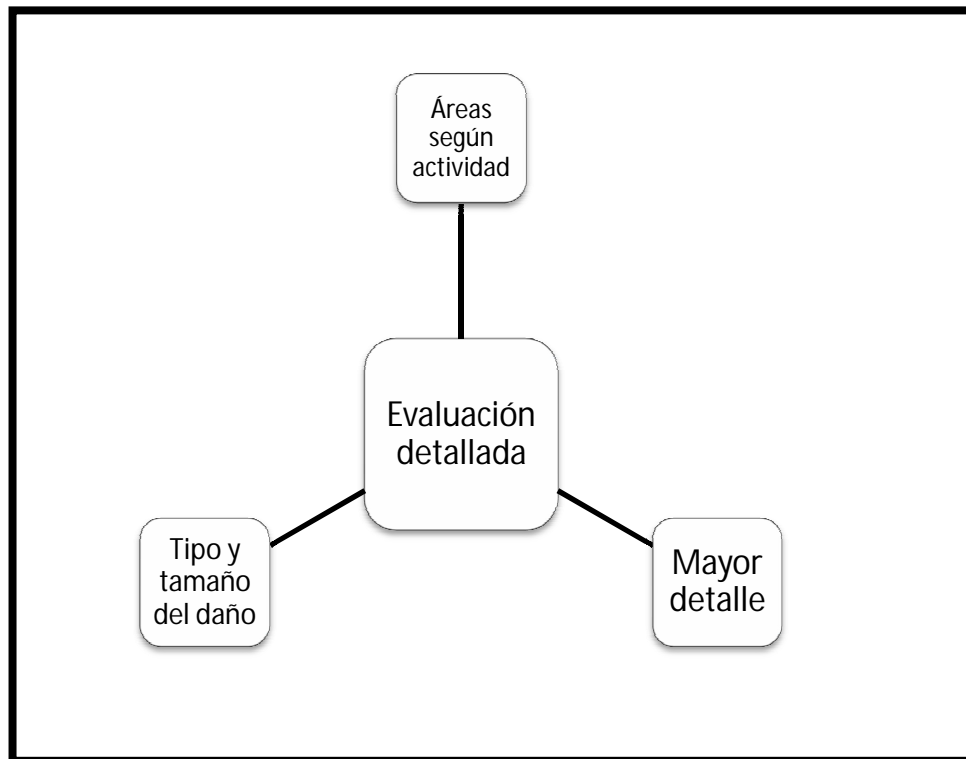 Áreas
según
actividad
Evaluación
detallada
Tipo y
tamaño
del daño
Mayor
detalle